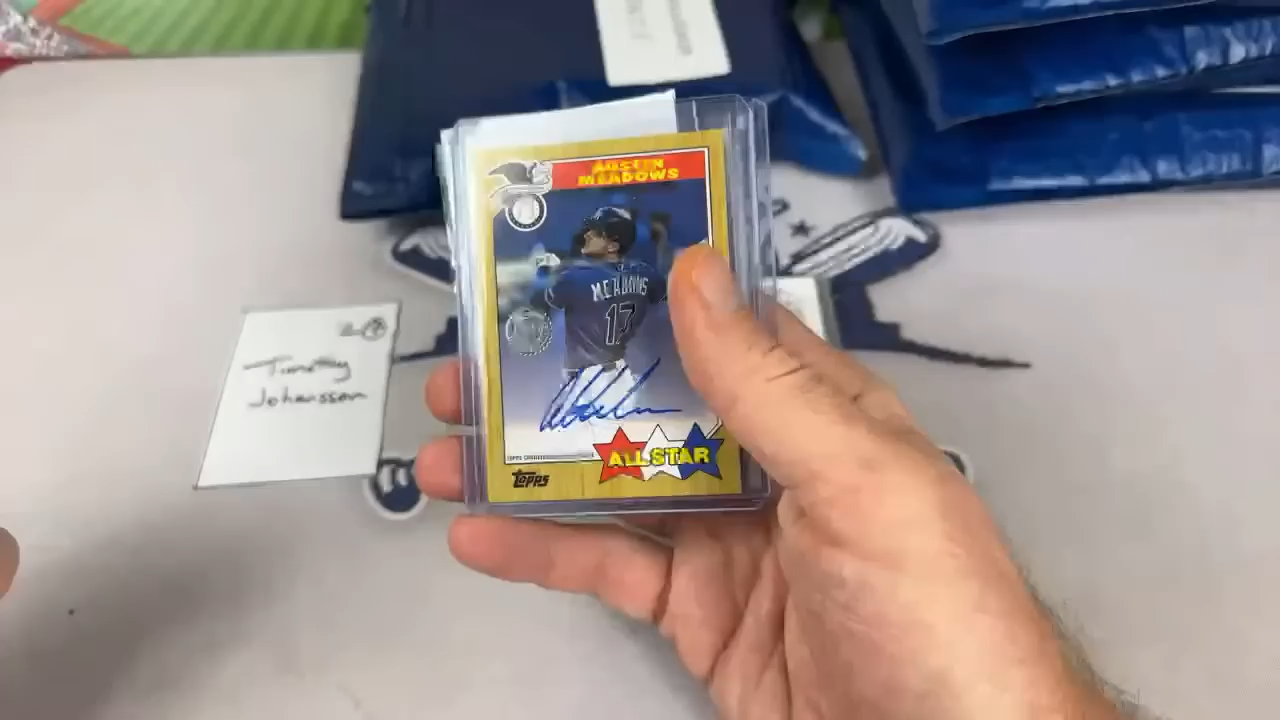 AUSTIN
MEADOWS
MEADOWS
17
ALL STAR
Topps
Timothy
Johansson